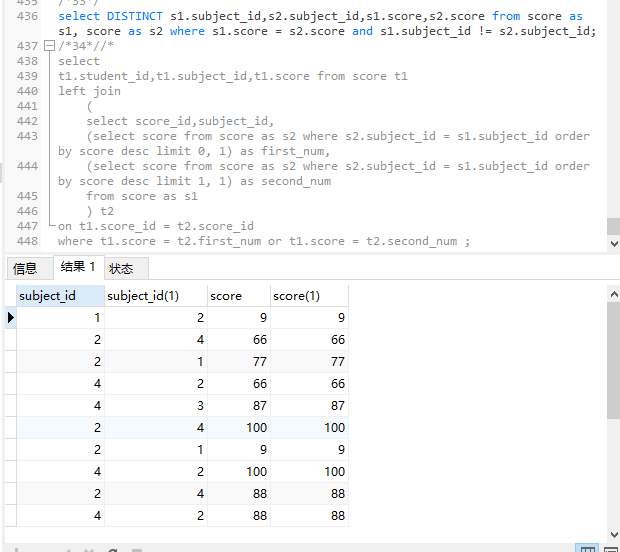 435 /*33*/
436 select DISTINCT s1.subject_id,s2.subject_id,s1.score,s2.score from score as
s1, score as s2 where s1.score = s2.score and s1.subject_id != s2.subject_id;
437 /*34*//*
438 select
439 t1.student_id,t1.subject_id,t1.score from score t1
440 left join
441 (
442 select score_id,subject_id,
443 (select score from score as s2 where s2.subject_id = s1.subject_id order
by score desc limit 0, 1) as first_num,
444 (select score from score as s2 where s2.subject_id = s1.subject_id order
by score desc limit 1, 1) as second_num
445 from score as s1
446 ) t2
447 on t1.score_id = t2.score_id
448 where t1.score = t2.first_num or t1.score = t2.second_num ;
信息 结果 1 状态
subject_id subject_id(1) score score(1)
1 2 9 9
2 4 66 66
2 1 77 77
4 2 66 66
4 3 87 87
2 4 100 100
2 1 9 9
4 2 100 100
2 4 88 88
4 2 88 88